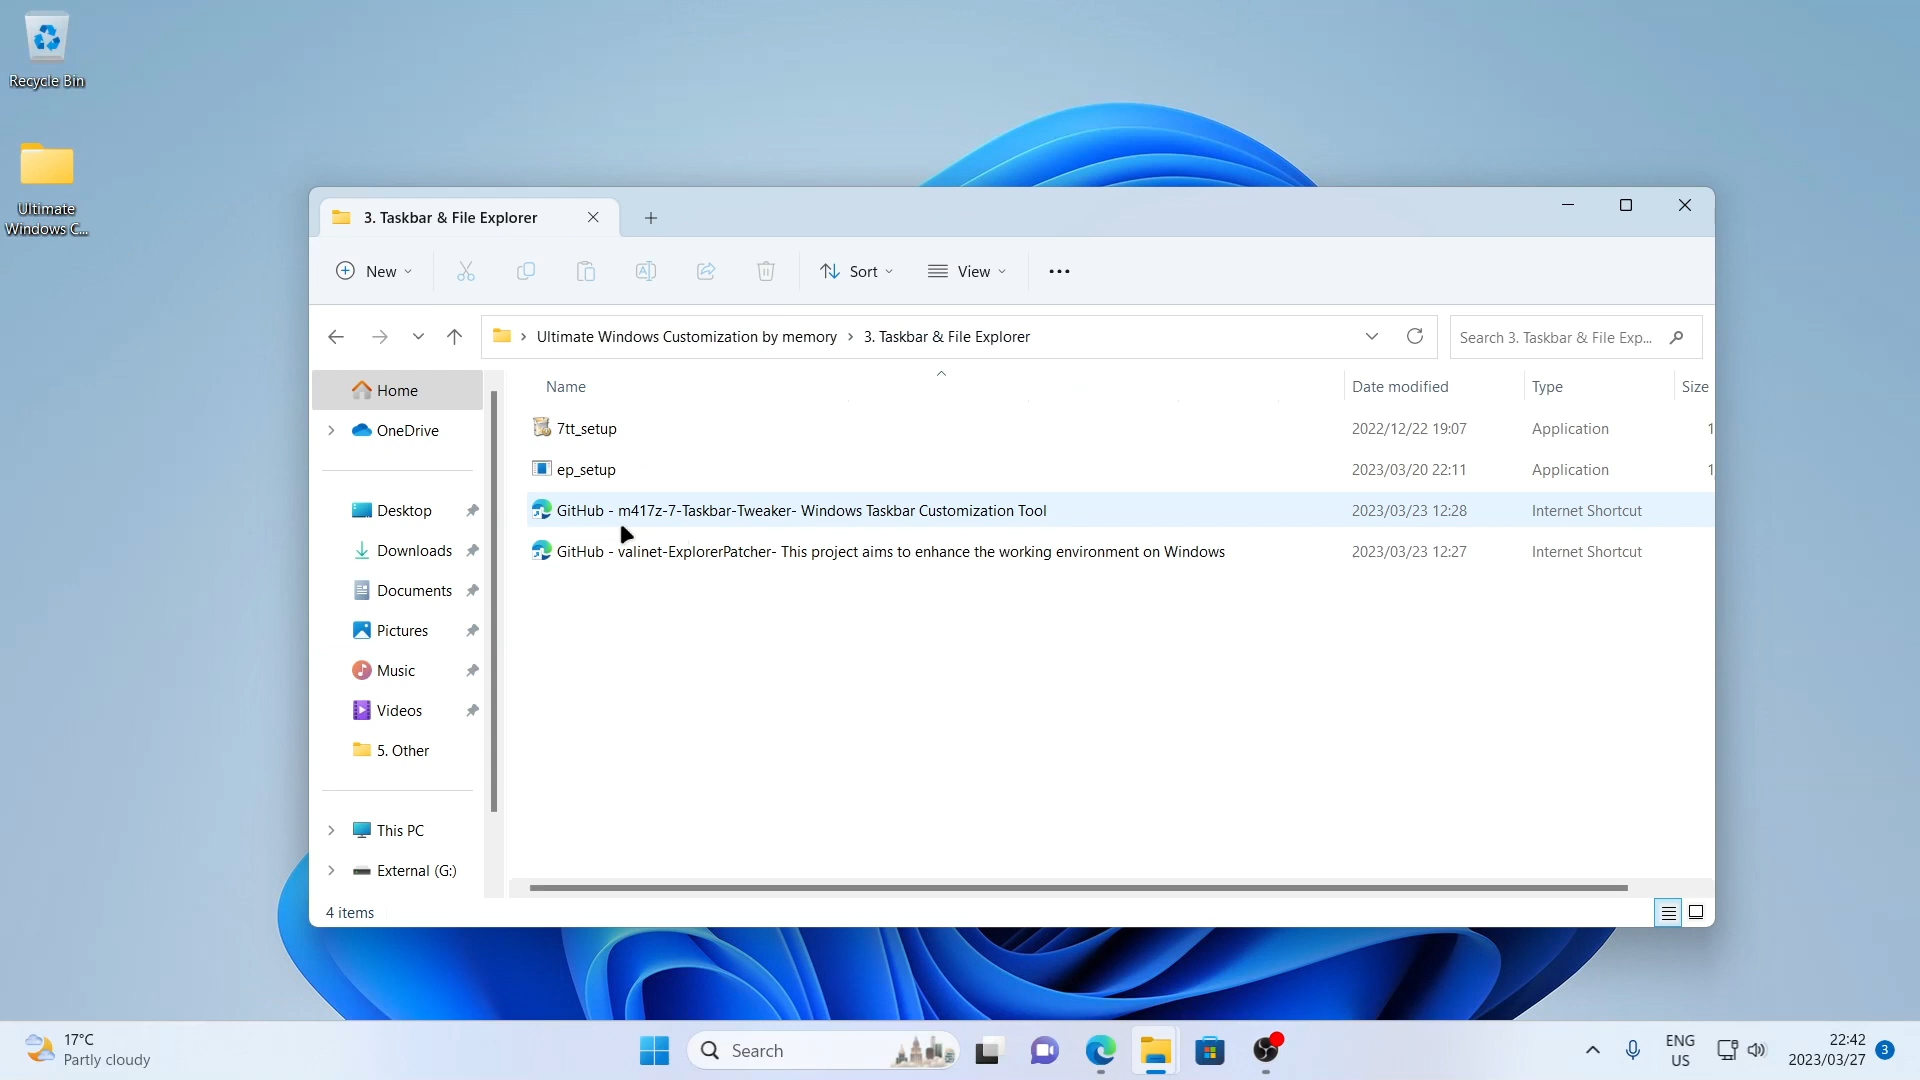 Recycle Bin
Ultimate
Windows C...
3. Taskbar & File Explorer
New
Sort
View
Ultimate Windows Customization by memory
3. Taskbar & File Explorer
Search 3. Taskbar & File Exp...
Home
OneDrive
Desktop
Downloads
Documents
Pictures
Music
Videos
5. Other
This PC
External (G:)
Name
Date modified
Type
Size
7tt_setup
2022/12/22 19:07
Application
1
ep_setup
2023/03/20 22:11
Application
1
GitHub - m417z-7-Taskbar-Tweaker- Windows Taskbar Customization Tool
2023/03/23 12:28
Internet Shortcut
GitHub - valinet-ExplorerPatcher- This project aims to enhance the working environment on Windows
2023/03/23 12:27
Internet Shortcut
4 items
17°C
Partly cloudy
Search
ENG
US
22:42
2023/03/27
3